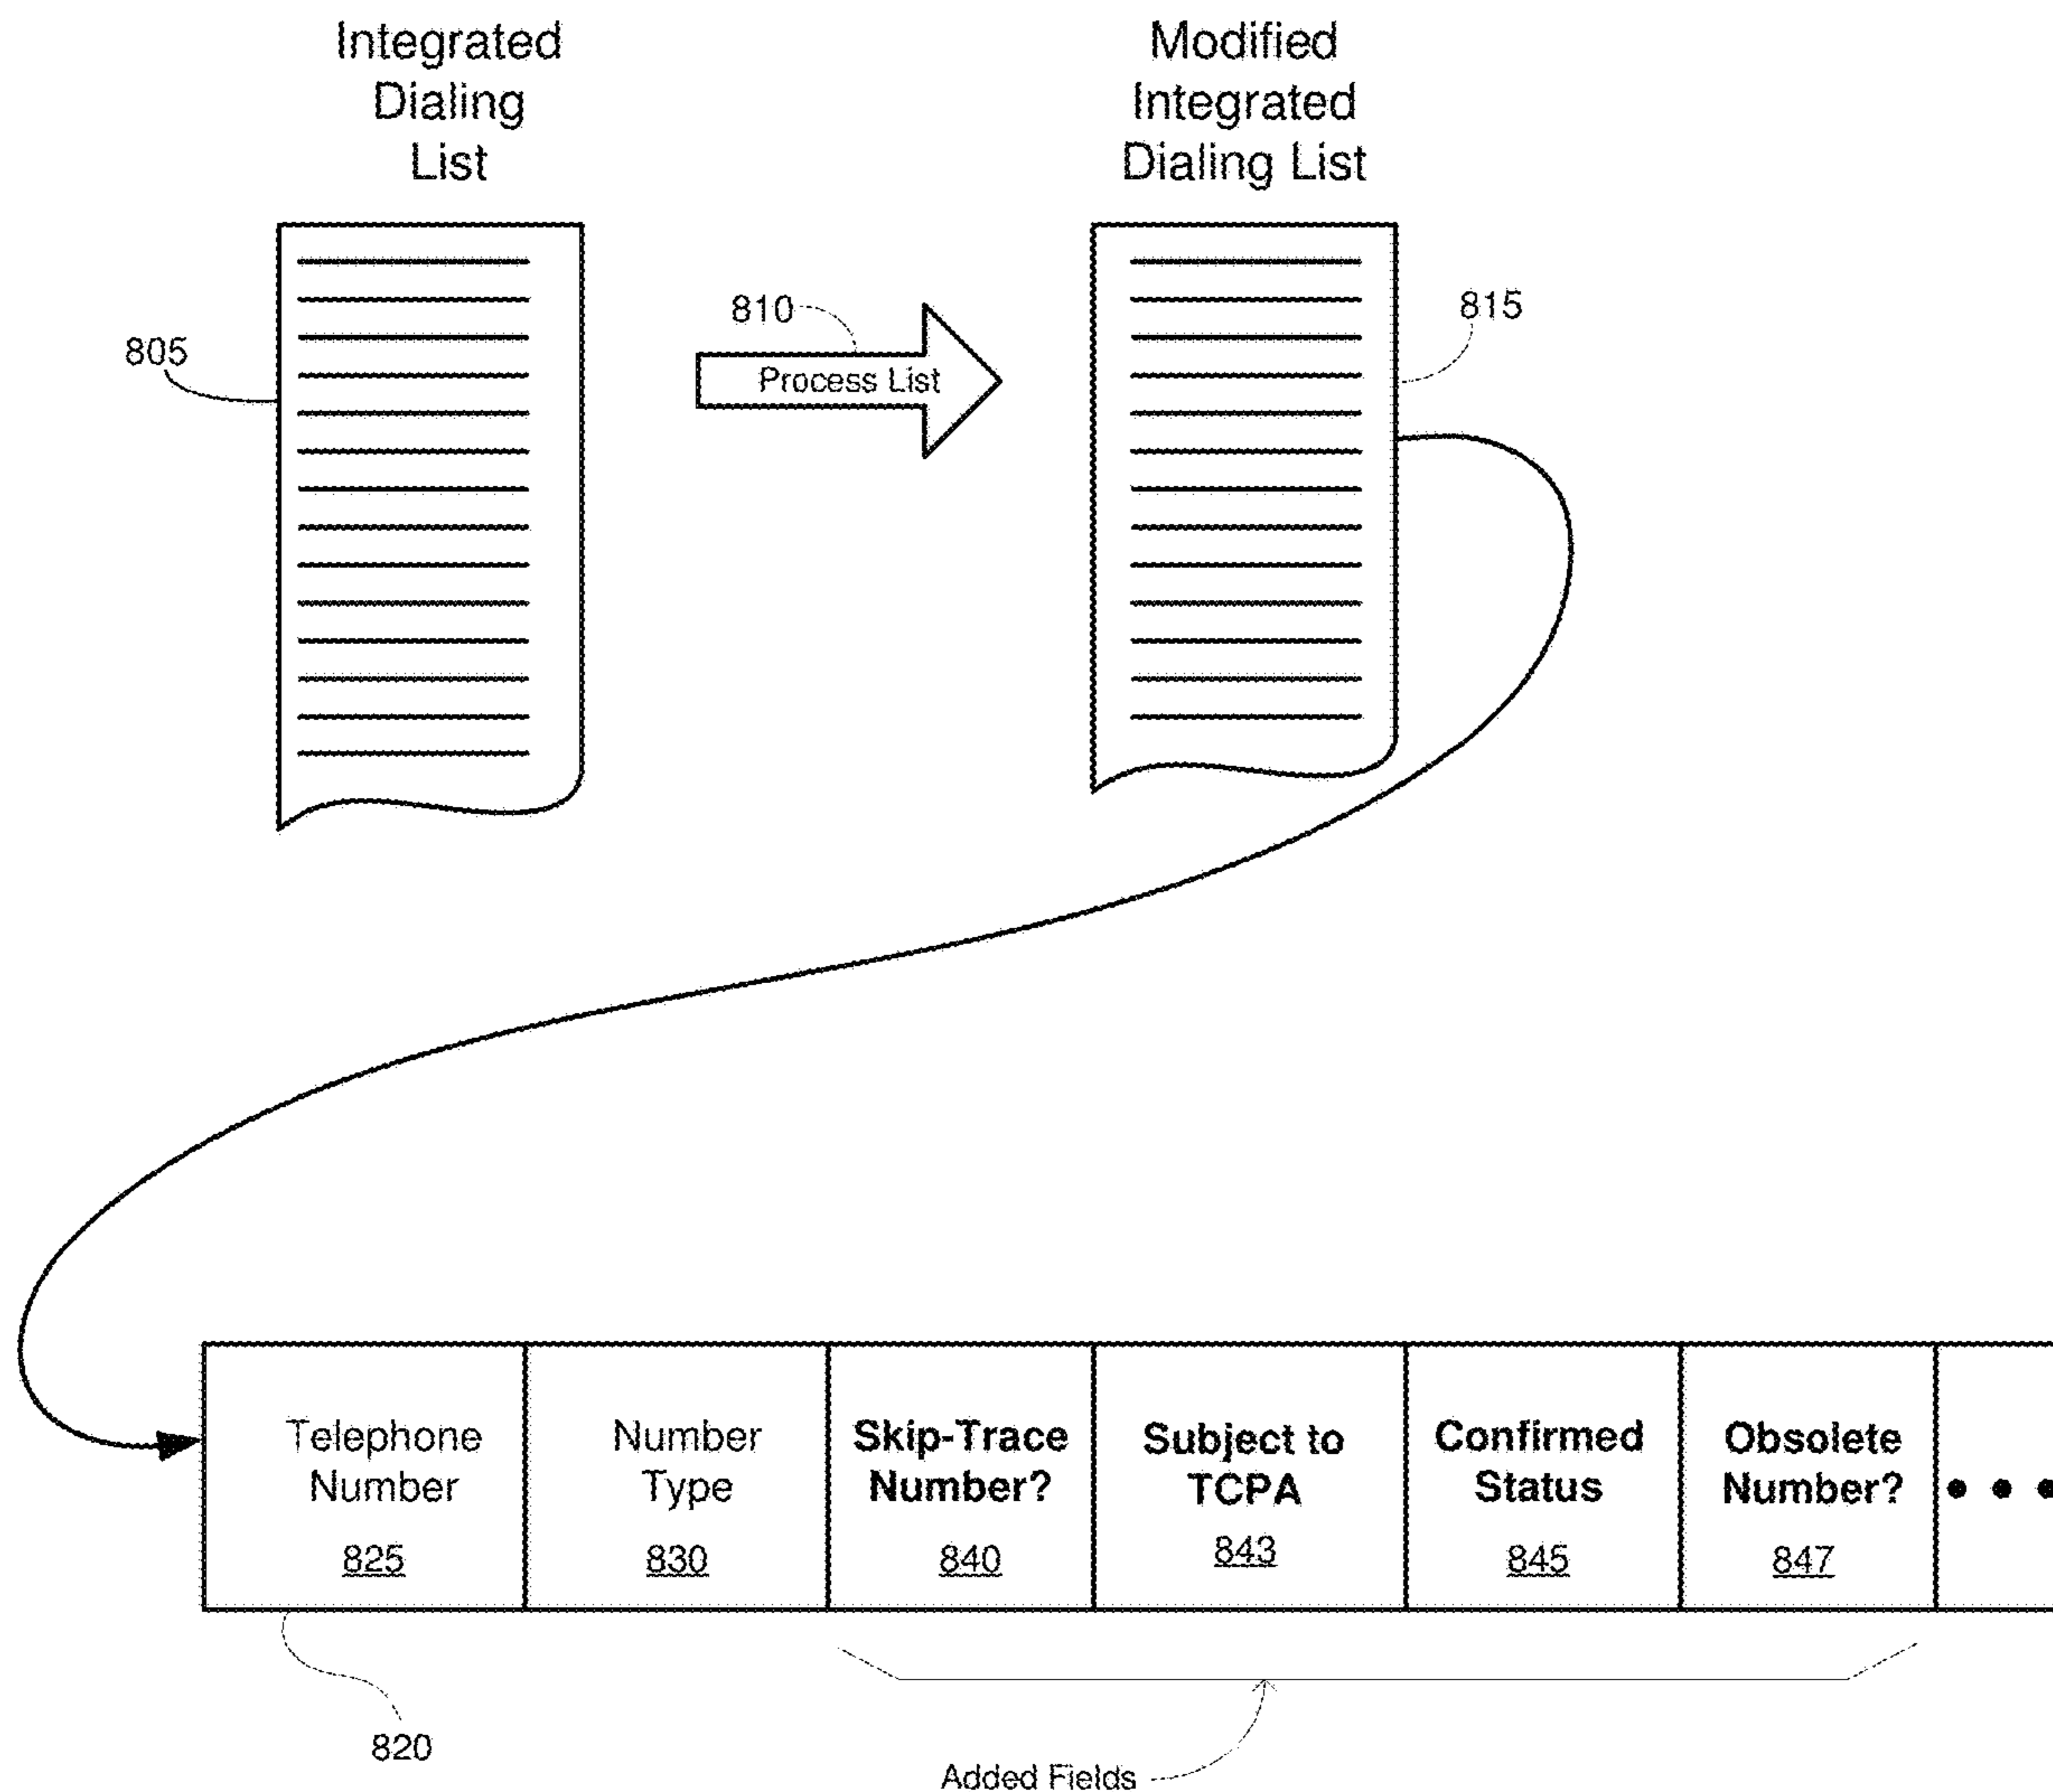 Integrated
Dialing
List
Modified
Integrated
Dialing List
805
810
Process List
815
Telephone
Number
825
Number
Type
830
Skip-Trace
Number?
840
Subject to
TCPA
843
Confirmed
Status
845
Obsolete
Number?
847
• • •
820
Added Fields